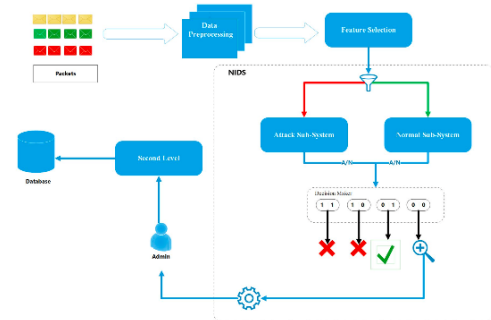 Data
Preprocessing
Feature Selection
Packets
NIDS
Attack Sub-System
Normal Sub-System
A/N
A/N
Second Level
Database
Decision Maker
1 1
1 0
0 1
0 0
Admin